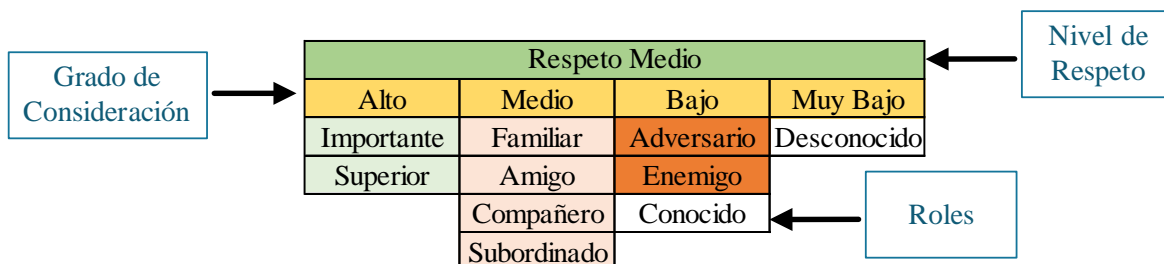 Grado de
Consideración
Respeto Medio
Nivel de
Respeto
Alto Medio Bajo Muy Bajo
Importante Familiar Adversario Desconocido
Superior Amigo Enemigo
Compañero Conocido
Subordinado
Roles